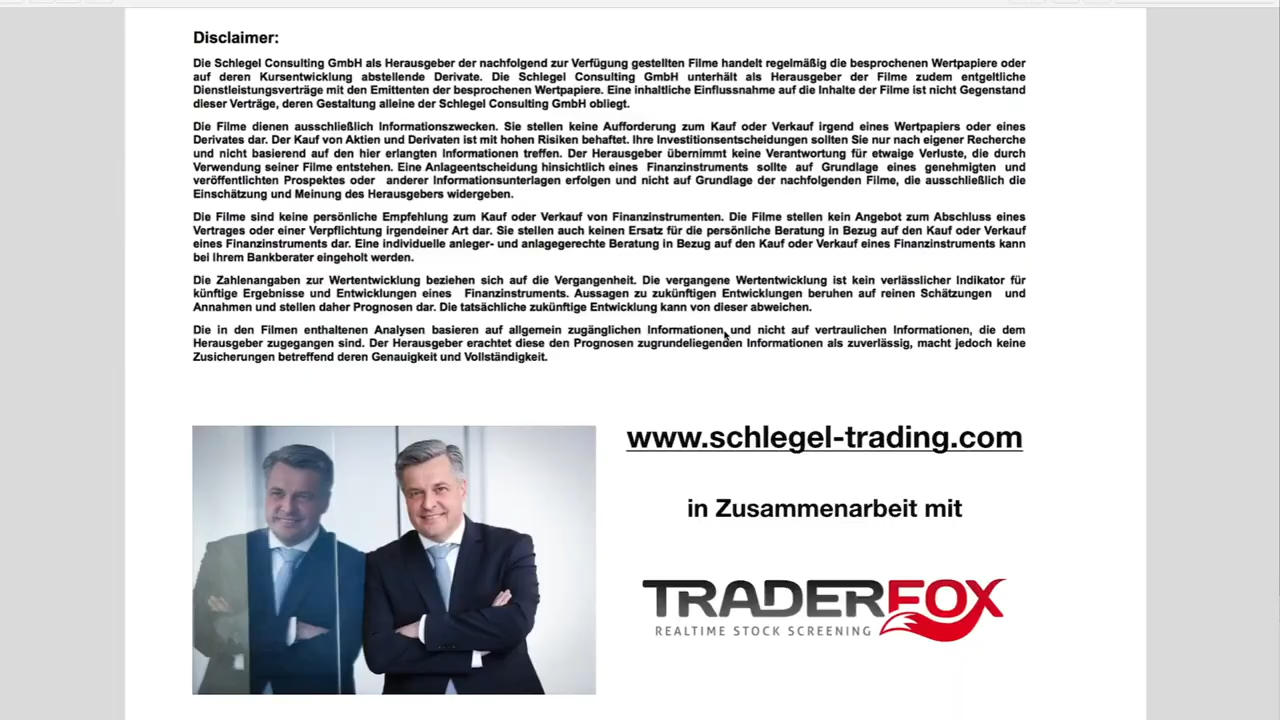 Disclaimer:
Die Schlegel Consulting GmbH als Herausgeber der nachfolgend zur Verfügung gestellten Filme handelt regelmäßig die besprochenen Wertpapiere oder
auf deren Kursentwicklung abstellende Derivate. Die Schlegel Consulting GmbH unterhält als Herausgeber der Filme zudem entgeltliche
Dienstleistungsverträge mit den Emittenten der besprochenen Wertpapiere. Eine inhaltliche Einflussnahme auf die Inhalte der Filme ist nicht Gegenstand
dieser Verträge, deren Gestaltung alleine der Schlegel Consulting GmbH obliegt.
Die Filme dienen ausschließlich Informationszwecken. Sie stellen keine Aufforderung zum Kauf oder Verkauf irgend eines Wertpapiers oder eines
Derivates dar. Der Kauf von Aktien und Derivaten ist mit hohen Risiken behaftet. Ihre Investitionsentscheidungen sollten Sie nur nach eigener Recherche
und nicht basierend auf den hier erlangten Informationen treffen. Der Herausgeber übernimmt keine Verantwortung für etwaige Verluste, die durch
Verwendung seiner Filme entstehen. Eine Anlageentscheidung hinsichtlich eines Finanzinstruments sollte auf Grundlage eines genehmigten und
veröffentlichten Prospektes oder anderer Informationsunterlagen erfolgen und nicht auf Grundlage der nachfolgenden Filme, die ausschließlich die
Einschätzung und Meinung des Herausgebers widergeben.
Die Filme sind keine persönliche Empfehlung zum Kauf oder Verkauf von Finanzinstrumenten. Die Filme stellen kein Angebot zum Abschluss eines
Vertrages oder einer Verpflichtung irgendeiner Art dar. Sie stellen auch keinen Ersatz für die persönliche Beratung in Bezug auf den Kauf oder Verkauf
eines Finanzinstruments dar. Eine individuelle anleger- und anlagegerechte Beratung in Bezug auf den Kauf oder Verkauf eines Finanzinstruments kann
bei Ihrem Bankberater eingeholt werden.
Die Zahlenangaben zur Wertentwicklung beziehen sich auf die Vergangenheit. Die vergangene Wertentwicklung ist kein verlässlicher Indikator für
künftige Ergebnisse und Entwicklungen eines Finanzinstruments. Aussagen zu zukünftigen Entwicklungen beruhen auf reinen Schätzungen und
Annahmen und stellen daher Prognosen dar. Die tatsächliche zukünftige Entwicklung kann von dieser abweichen.
Die in den Filmen enthaltenen Analysen basieren auf allgemein zugänglichen Informationen und nicht auf vertraulichen Informationen, die dem
Herausgeber zugegangen sind. Der Herausgeber erachtet diese den Prognosen zugrundeliegenden Informationen als zuverlässig, macht jedoch keine
Zusicherungen betreffend deren Genauigkeit und Vollständigkeit.
www.schlegel-trading.com
in Zusammenarbeit mit
TRADERFOX
REALTIME STOCK SCREENING